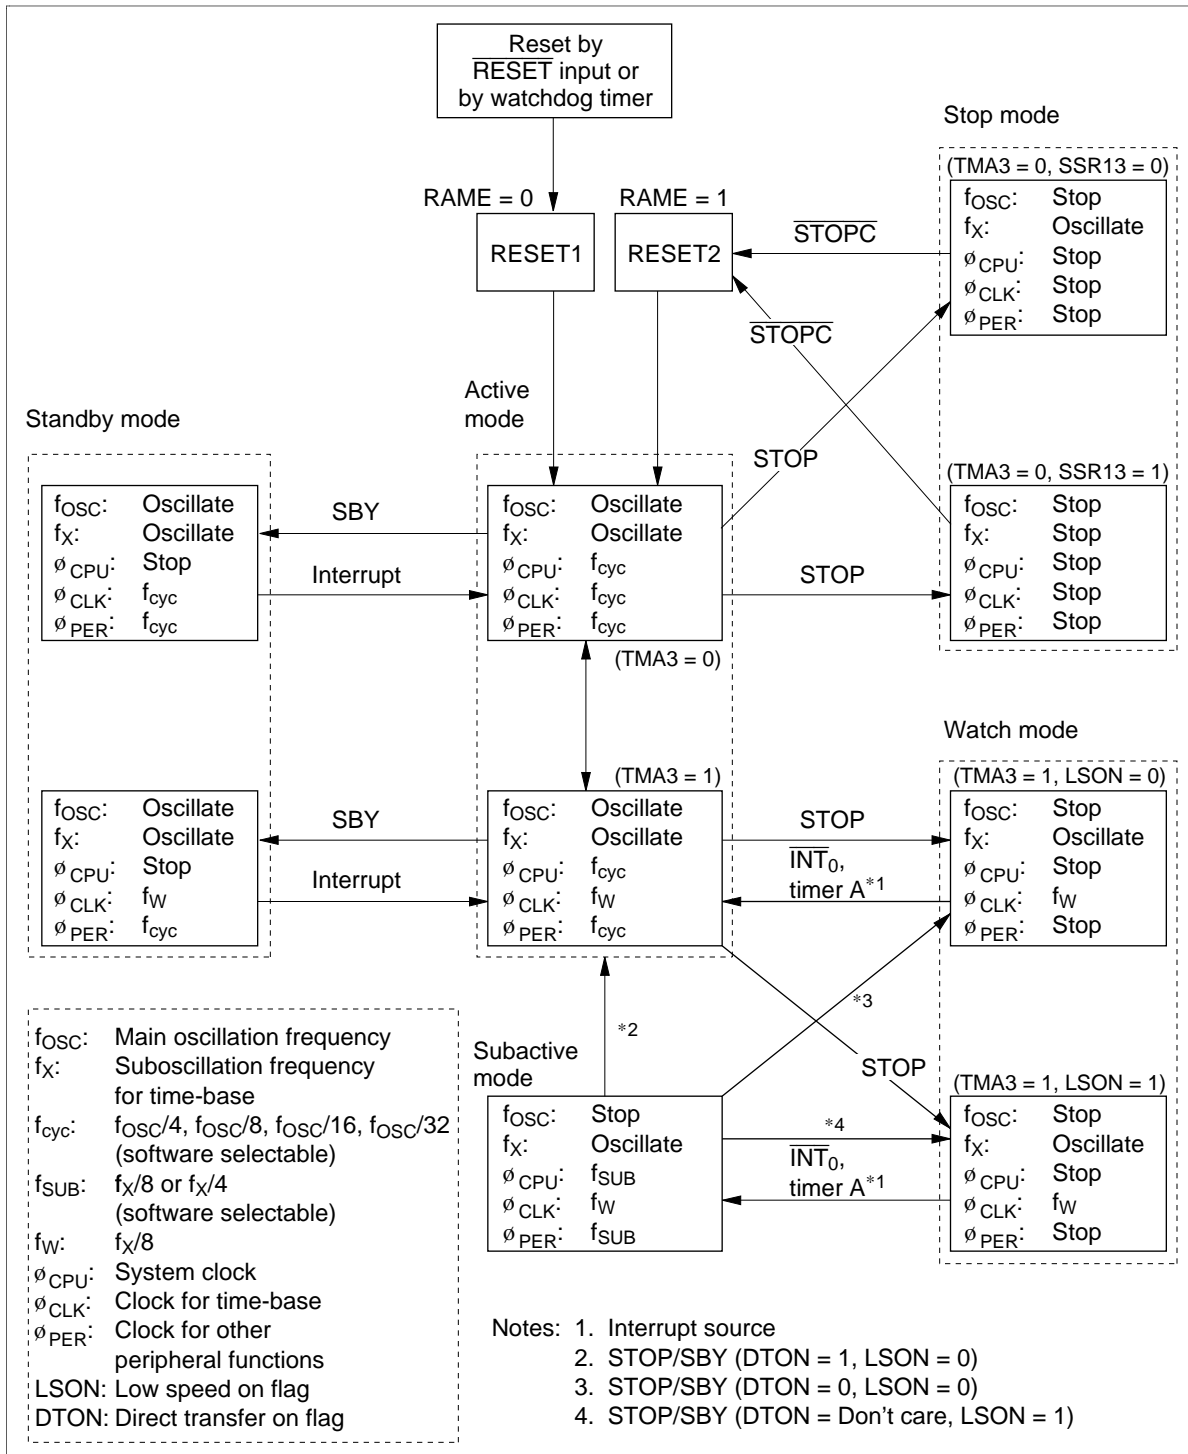 Reset by
RESET input or
by watchdog timer
Stop mode
(TMA3 = 0, SSR13 = 0)
RAME = 0
RAME = 1
RESET1
RESET2
STOPC
fOSC: Stop
fX: Oscillate
øCPU: Stop
øCLK: Stop
øPER: Stop
STOPC
STOP
Active
mode
Standby mode
(TMA3 = 0, SSR13 = 1)
fOSC: Oscillate
fX: Oscillate
øCPU: Stop
øCLK: fcyc
øPER: fcyc
SBY
Interrupt
fOSC: Oscillate
fX: Oscillate
øCPU: fcyc
øCLK: fcyc
øPER: fcyc
(TMA3 = 0)
STOP
fOSC: Stop
fX: Stop
øCPU: Stop
øCLK: Stop
øPER: Stop
Watch mode
(TMA3 = 1)
(TMA3 = 1, LSON = 0)
fOSC: Oscillate
fX: Oscillate
øCPU: Stop
øCLK: fW
øPER: fcyc
SBY
Interrupt
fOSC: Oscillate
fX: Oscillate
øCPU: fcyc
øCLK: fW
øPER: fcyc
STOP
INT0,
timer A*1
fOSC: Stop
fX: Oscillate
øCPU: Stop
øCLK: fW
øPER: Stop
*2
*3
STOP
Subactive
mode
(TMA3 = 1, LSON = 1)
fOSC: Stop
fX: Oscillate
øCPU: fSUB
øCLK: fW
øPER: fSUB
*4
INT0,
timer A*1
fOSC: Stop
fX: Oscillate
øCPU: Stop
øCLK: fW
øPER: Stop
fOSC: Main oscillation frequency
fX: Suboscillation frequency
for time-base
fcyc: fOSC/4, fOSC/8, fOSC/16, fOSC/32
(software selectable)
fSUB: fX/8 or fX/4
(software selectable)
fW: fX/8
øCPU: System clock
øCLK: Clock for time-base
øPER: Clock for other
peripheral functions
LSON: Low speed on flag
DTON: Direct transfer on flag
Notes: 1. Interrupt source
2. STOP/SBY (DTON = 1, LSON = 0)
3. STOP/SBY (DTON = 0, LSON = 0)
4. STOP/SBY (DTON = Don't care, LSON = 1)